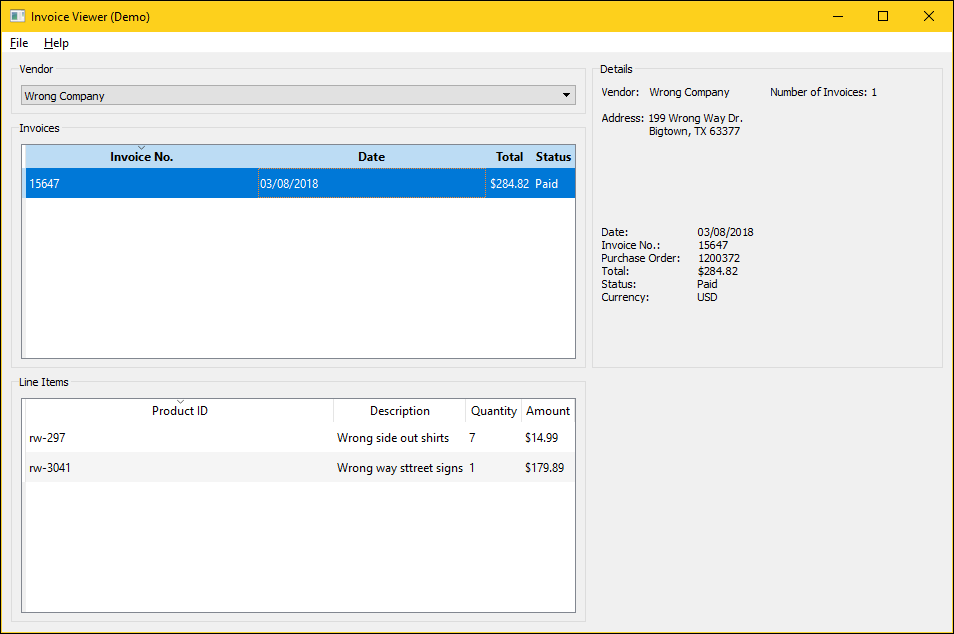 Invoice Viewer (Demo)
File Help
Vendor
Wrong Company
Invoices
Invoice No. Date Total Status
15647 03/08/2018 $284.82 Paid
Line Items
Product ID Description Quantity Amount
rw-297 Wrong side out shirts 7 $14.99
rw-3041 Wrong way sttreet signs 1 $179.89
Details
Vendor: Wrong Company Number of Invoices: 1
Address: 199 Wrong Way Dr.
Bigtown, TX 63377
Date: 03/08/2018
Invoice No.: 15647
Purchase Order: 1200372
Total: $284.82
Status: Paid
Currency: USD